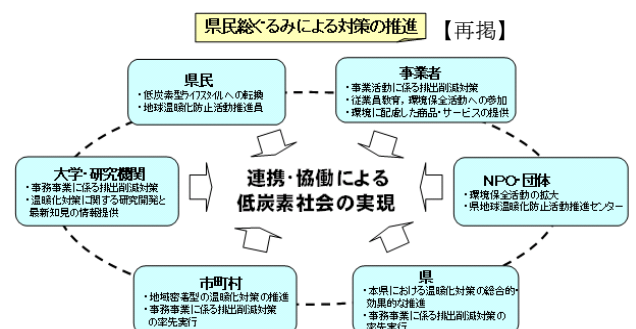 県民総ぐるみによる対策の推進 【再掲】
県民
・低炭素型ライフスタイルへの転換
・地球温暖化防止活動推進員
事業者
・事業活動に係る排出削減対策
・従業員教育，環境保全活動への参加
・環境に配慮した商品・サービスの提供
大学・研究機関
・事務事業に係る排出削減対策
・温暖化対策に関する研究開発と
最新知見の情報提供
連携・協働による
低炭素社会の実現
NPO・団体
・環境保全活動の拡大
・県地球温暖化防止活動推進センター
市町村
・地域密着型の温暖化対策の推進
・事務事業に係る排出削減対策
の率先実行
県
・本県における温暖化対策の総合的・
効果的な推進
・事務事業に係る排出削減対策の
率先実行